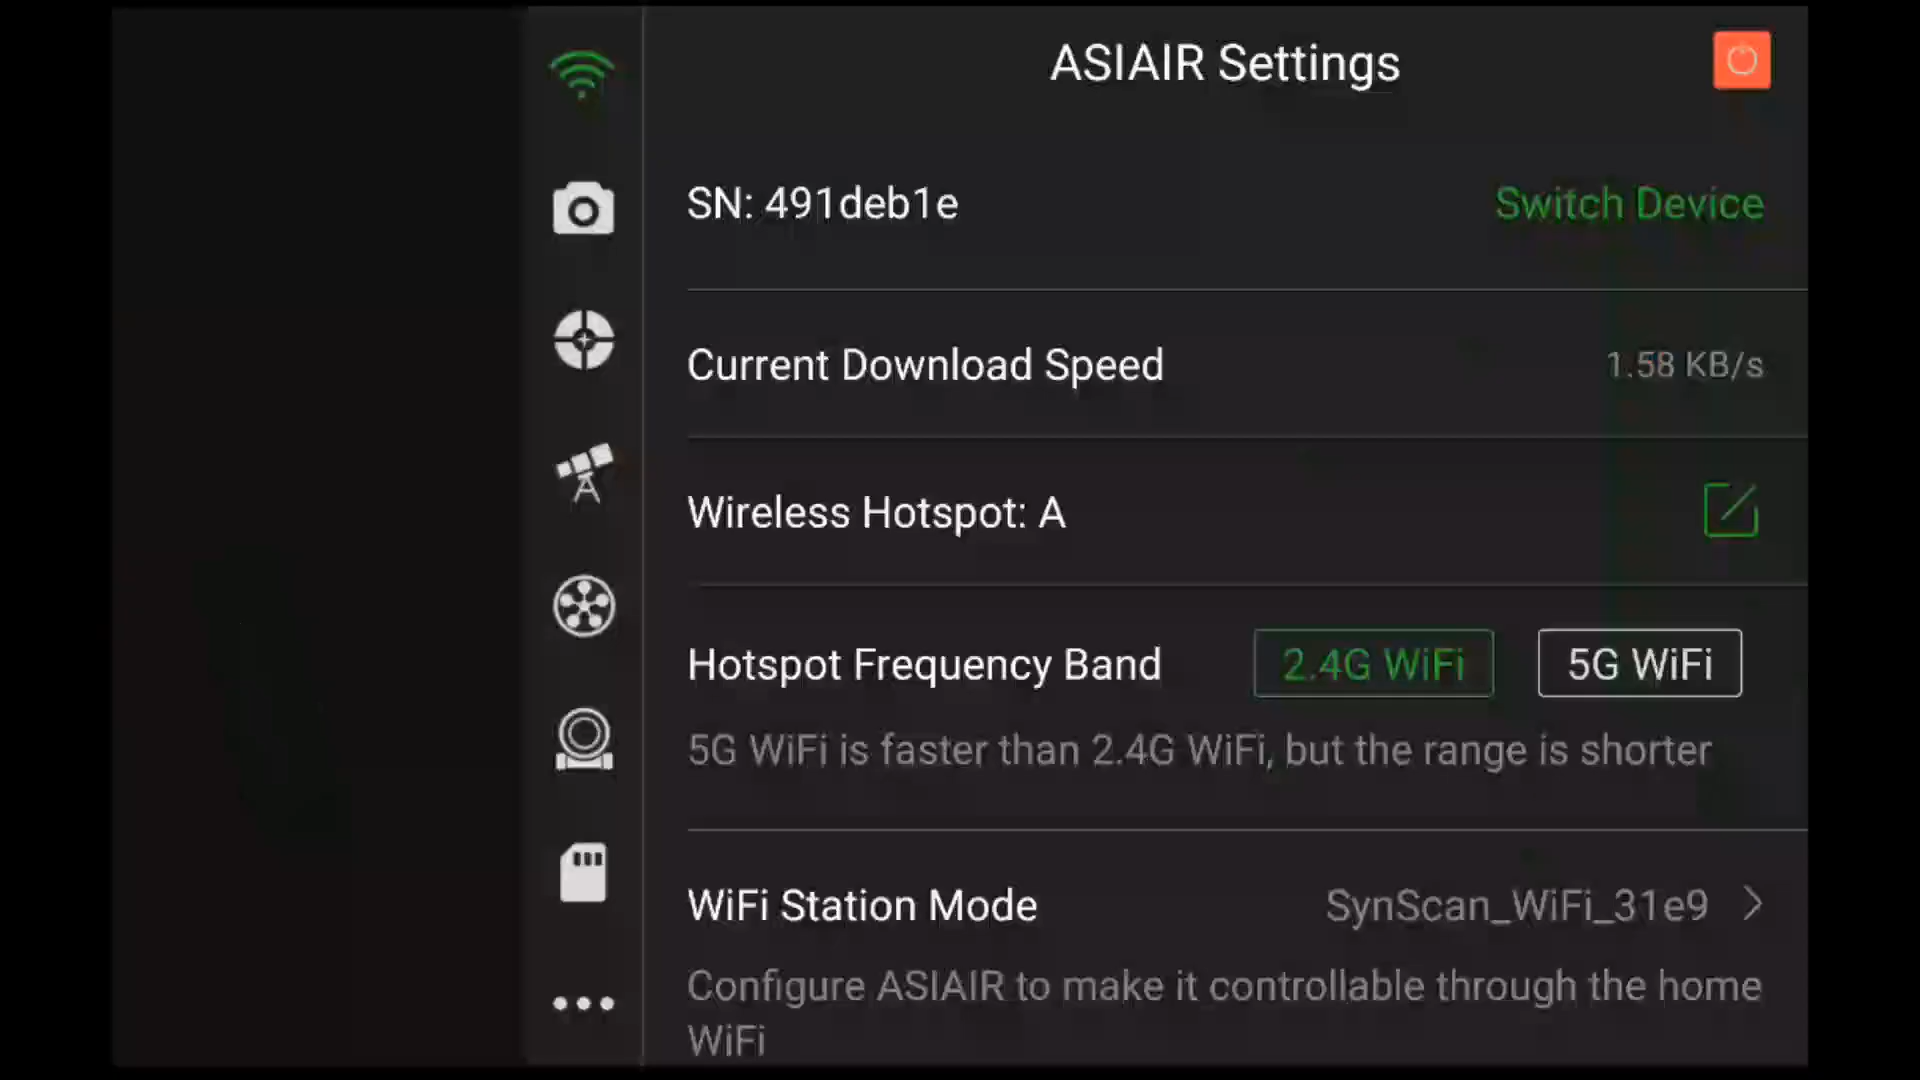 ASIAIR Settings
SN: 491deb1e
Switch Device
Current Download Speed
1.58 KB/s
Wireless Hotspot: A
Hotspot Frequency Band
2.4G WiFi
5G WiFi
5G WiFi is faster than 2.4G WiFi, but the range is shorter
WiFi Station Mode
SynScan_WiFi_31e9
Configure ASIAIR to make it controllable through the home
WiFi